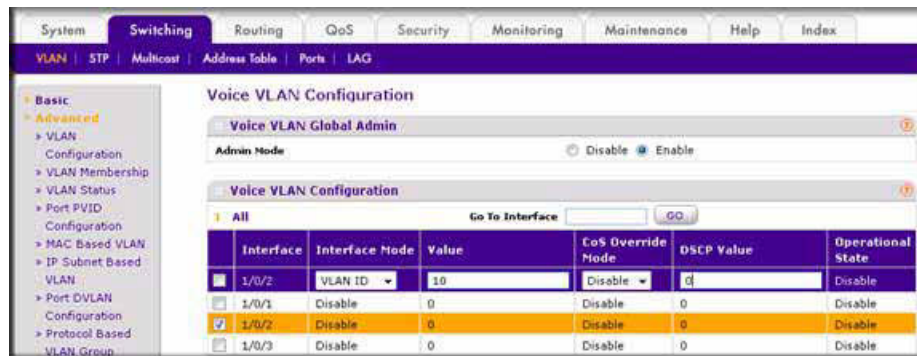 System Switching Routing QoS Security Monitoring Maintenance Help Index
VLAN | STP | Multicast | Address Table | Ports | LAG
Basic
Advanced
» VLAN
Configuration
» VLAN Membership
» VLAN Status
» Port PVID
Configuration
» MAC Based VLAN
» IP Subnet Based
VLAN
» Port DVLAN
Configuration
» Protocol Based
VLAN Group
Voice VLAN Configuration
Voice VLAN Global Admin
Admin Mode Disable Enable
Voice VLAN Configuration
1 All Go To Interface GO
Interface Interface Mode Value CoS Override Mode DSCP Value Operational State
1/0/2 VLAN ID 10 Disable 0 Disable
1/0/1 Disable 0 Disable 0 Disable
1/0/2 Disable 0 Disable 0 Disable
1/0/3 Disable 0 Disable 0 Disable